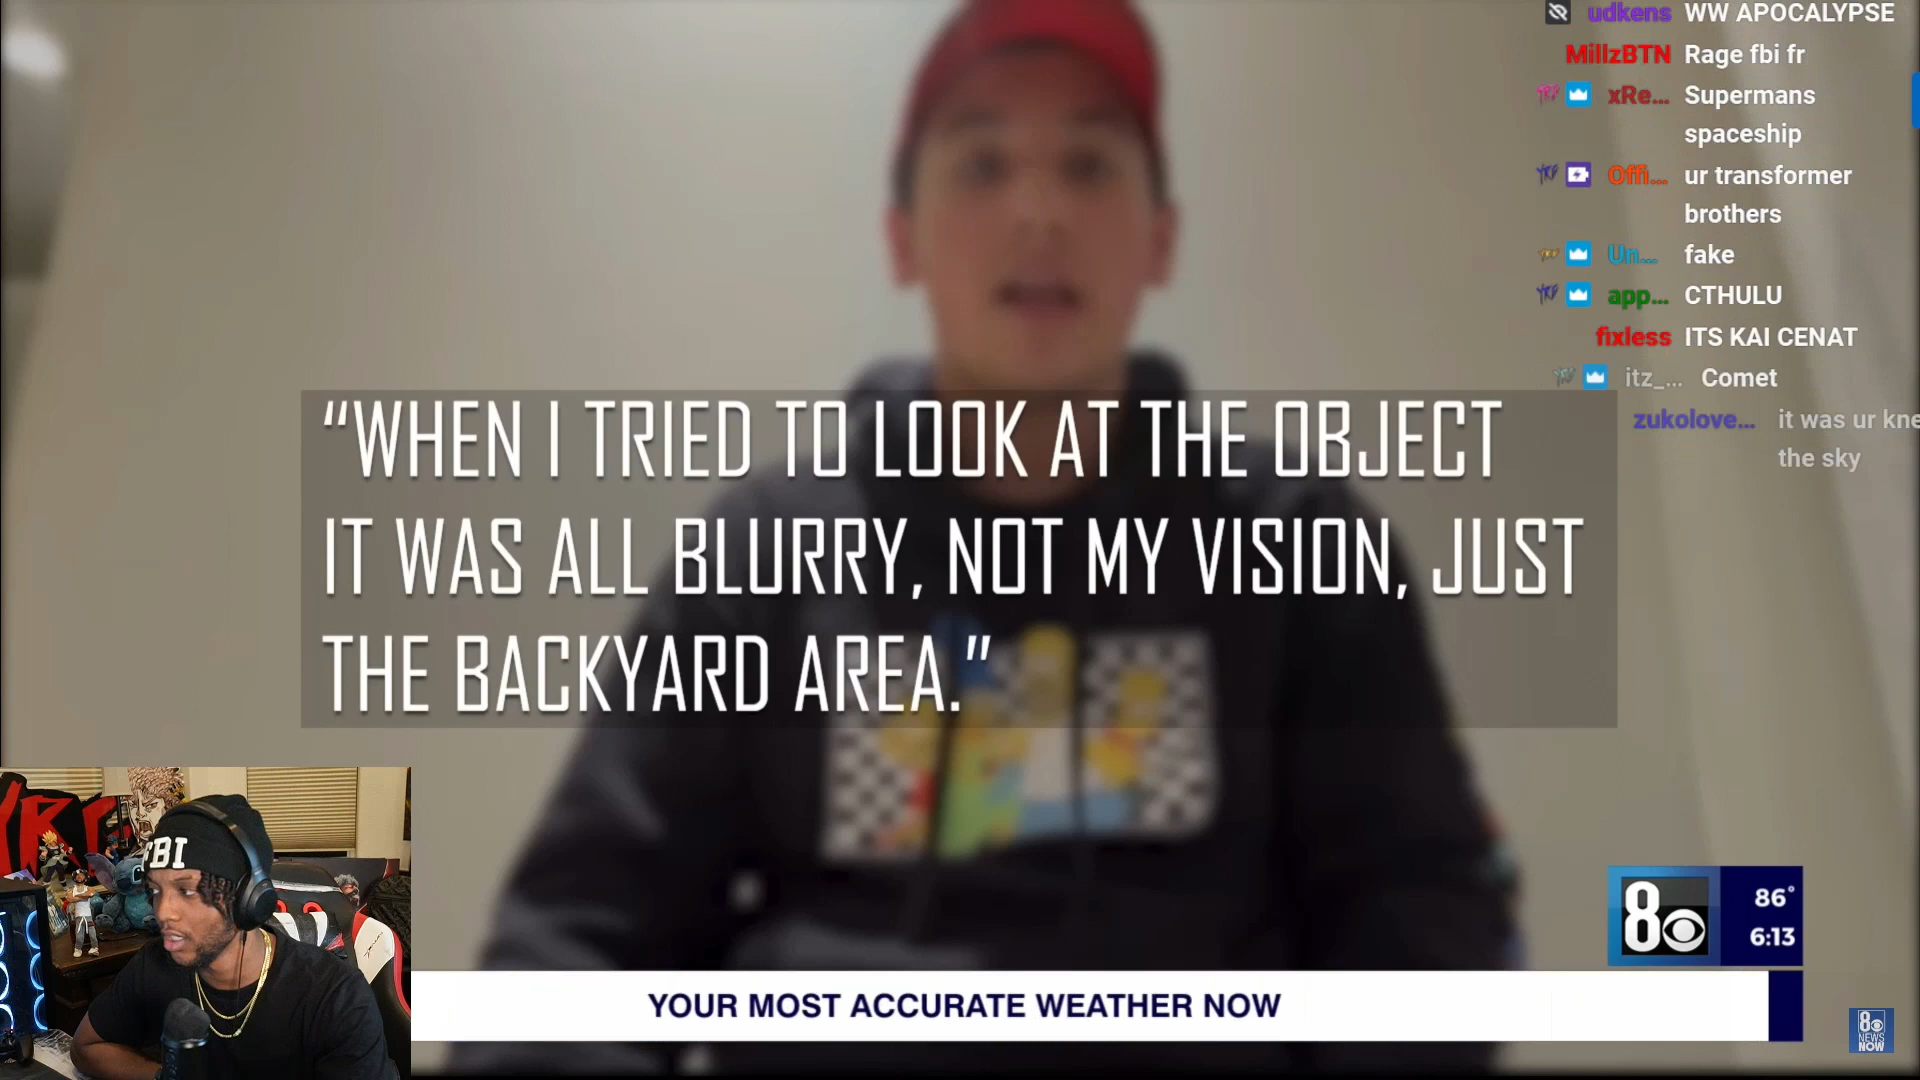 udkens WW APOCALYPSE
MillzBTN Rage fbi fr
xRe... Supermans
spaceship
Offi... ur transformer
brothers
Un... fake
app... CTHULU
fixless ITS KAI CENAT
itz_... Comet
zukolove... it was ur kne
the sky
“WHEN I TRIED TO LOOK AT THE OBJECT
IT WAS ALL BLURRY, NOT MY VISION, JUST
THE BACKYARD AREA.”
FBI
8
86°
6:13
YOUR MOST ACCURATE WEATHER NOW
8
NEWS
NOW